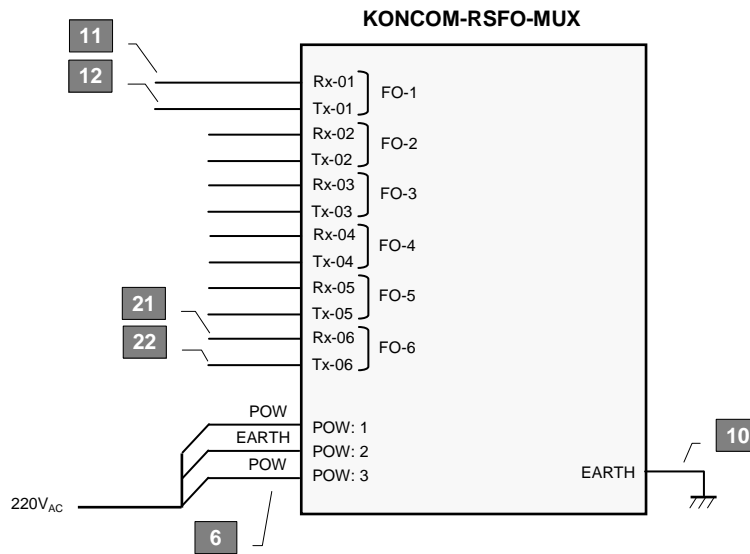 KONCOM-RSFO-MUX
11
12
Rx-01
Tx-01
FO-1
Rx-02
Tx-02
FO-2
Rx-03
Tx-03
FO-3
Rx-04
Tx-04
FO-4
Rx-05
Tx-05
FO-5
21
22
Rx-06
Tx-06
FO-6
POW
POW: 1
EARTH
POW: 2
POW
POW: 3
220VAC
6
EARTH
10